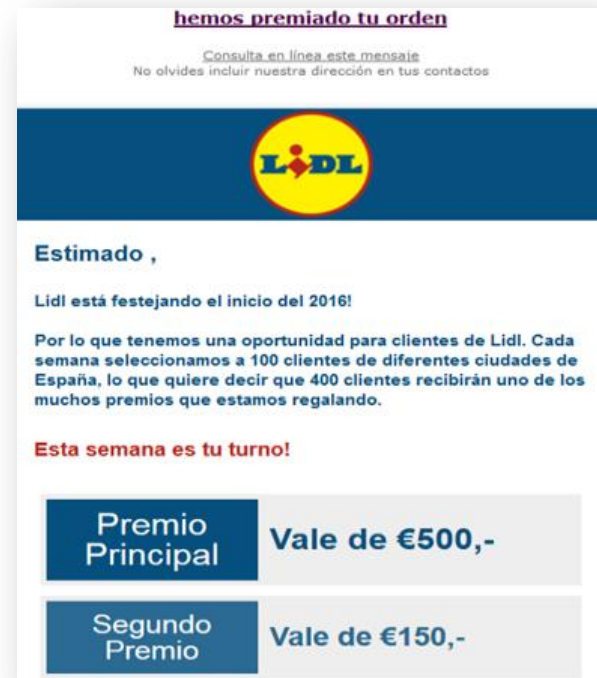 hemos premiado tu orden
Consulta en línea este mensaje
No olvides incluir nuestra dirección en tus contactos
LiDL
Estimado ,
Lidl está festejando el inicio del 2016!
Por lo que tenemos una oportunidad para clientes de Lidl. Cada
semana seleccionamos a 100 clientes de diferentes ciudades de
España, lo que quiere decir que 400 clientes recibirán uno de los
muchos premios que estamos regalando.
Esta semana es tu turno!
Premio
Principal
Vale de €500,-
Segundo
Premio
Vale de €150,-